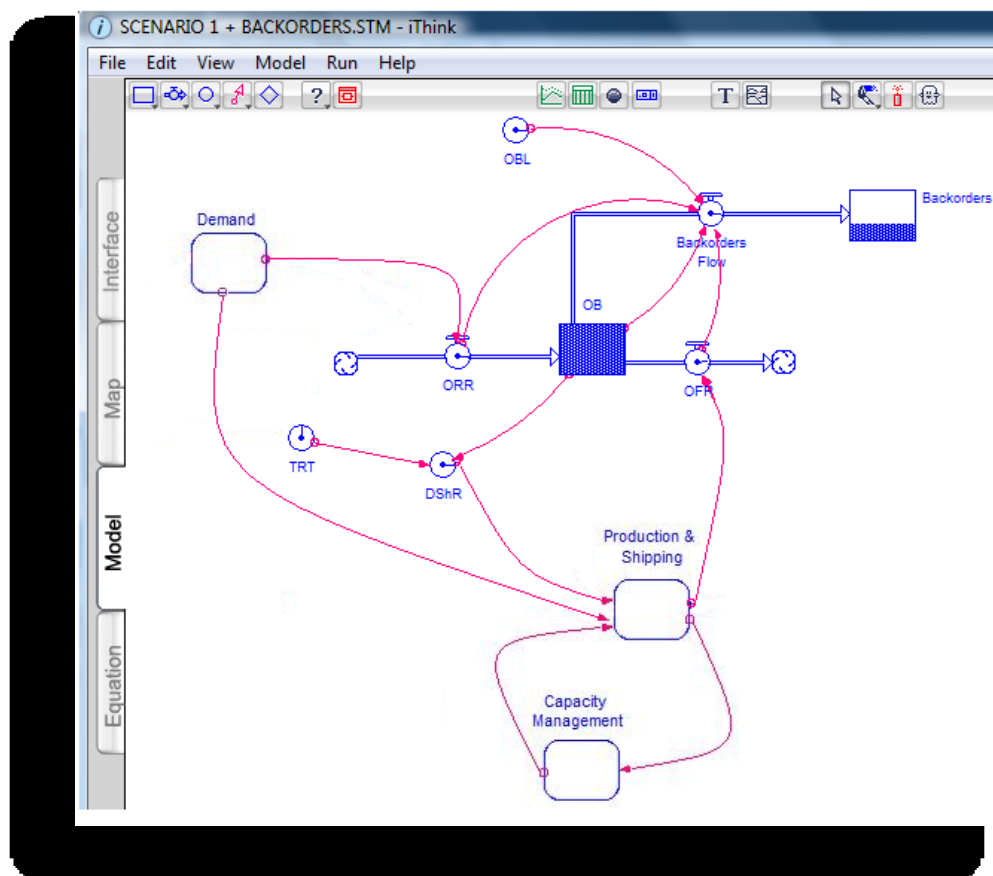 SCENARIO 1 + BACKORDERS.STM - iThink
File Edit View Model Run Help
OBL
Demand
Backorders
Backorders
Flow
OB
ORR
OFR
TRT
DShR
Production &
Shipping
Capacity
Management
Interface
Map
Model
Equation